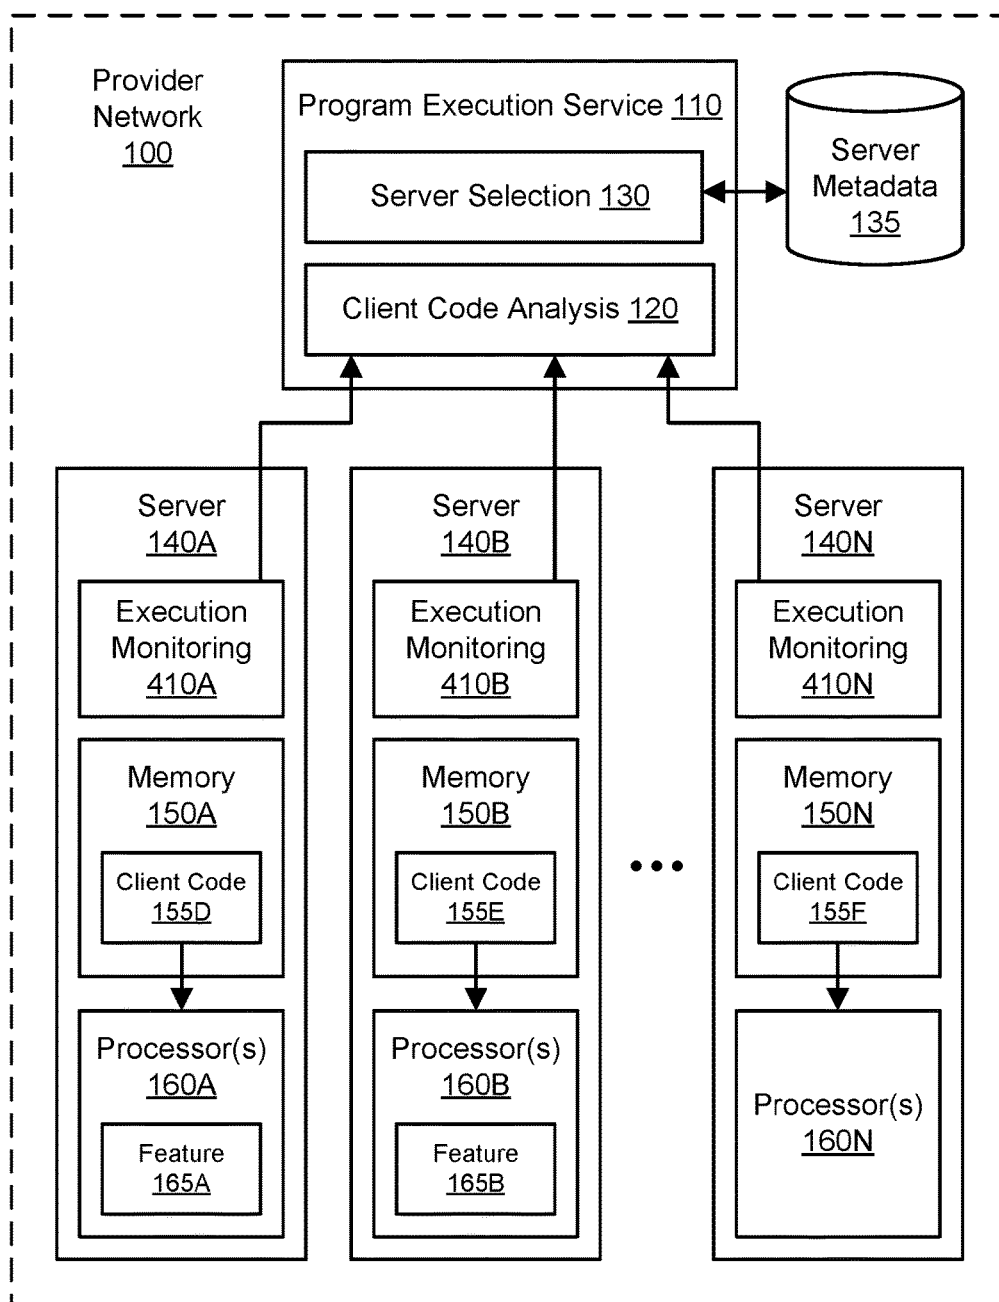 Provider
Network
100
Program Execution Service 110
Server Selection 130
Client Code Analysis 120
Server
Metadata
135
Server
140A
Execution
Monitoring
410A
Memory
150A
Client Code
155D
Processor(s)
160A
Feature
165A
Server
140B
Execution
Monitoring
410B
Memory
150B
Client Code
155E
Processor(s)
160B
Feature
165B
Server
140N
Execution
Monitoring
410N
Memory
150N
Client Code
155F
Processor(s)
160N